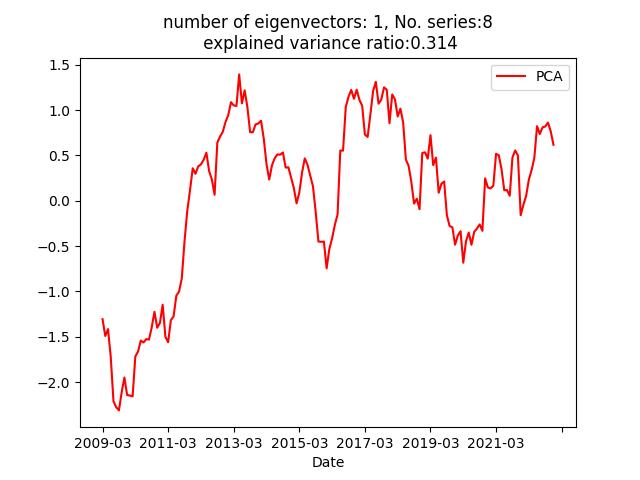 number of eigenvectors: 1, No. series:8
explained variance ratio:0.314
PCA
1.5
1.0
0.5
0.0
−0.5
−1.0
−1.5
−2.0
2009-03 2011-03 2013-03 2015-03 2017-03 2019-03 2021-03
Date